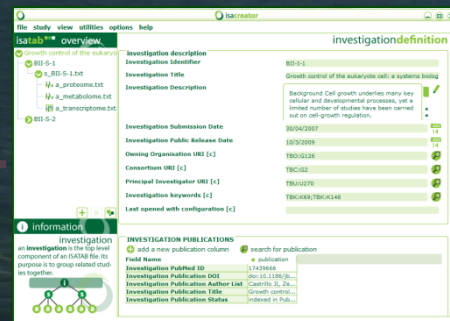 isacreator
file study view utilities options help
isatab overview
investigationdefinition
Growth control of the eukaryo
BII-S-1
s_BII-S-1.txt
a_proteome.txt
a_metabolome.txt
a_transcriptome.txt
BII-S-2
investigation description
Investigation Identifier BII-I-1
Investigation Title Growth control of the eukaryote cell: a systems biolog
Investigation Description
Background Cell growth underlies many key
cellular and developmental processes, yet a
limited number of studies have been carried
out on cell-growth regulation.
Investigation Submission Date 30/04/2007
Investigation Public Release Date 10/3/2009
Owning Organisation URI [c] TBO:G126
Consortium URI [c] TBC:G2
Principal Investigator URI [c] TBU:U270
Investigation keywords [c] TBK:K69;TBK:K148
Last opened with configuration [c]
i information
investigation
an investigation is the top level
component of an ISATAB file. its
purpose is to group related stud-
ies together.
i
s s s
a a a a a a
INVESTIGATION PUBLICATIONS
add a new publication column search for publication
Field Name publication
Investigation PubMed ID 17439666
Investigation Publication DOI doi:10.1186/jb...
Investigation Publication Author List Castrillo JI, Ze...
Investigation Publication Title Growth control...
Investigation Publication Status indexed in Pub...